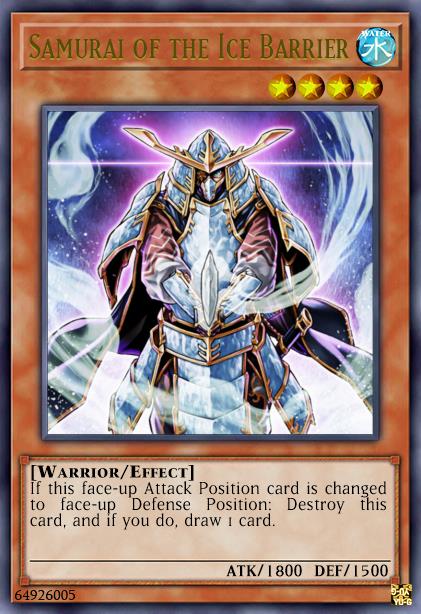 Samurai of the Ice Barrier
WATER
水
[Warrior/Effect]
If this face-up Attack Position card is changed
to face-up Defense Position: Destroy this
card, and if you do, draw 1 card.
ATK/1800 DEF/1500
64926005